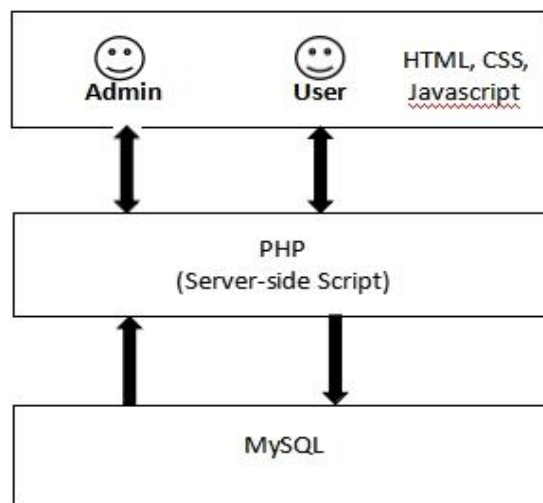 Admin
User
HTML, CSS,
Javascript
PHP
(Server-side Script)
MySQL